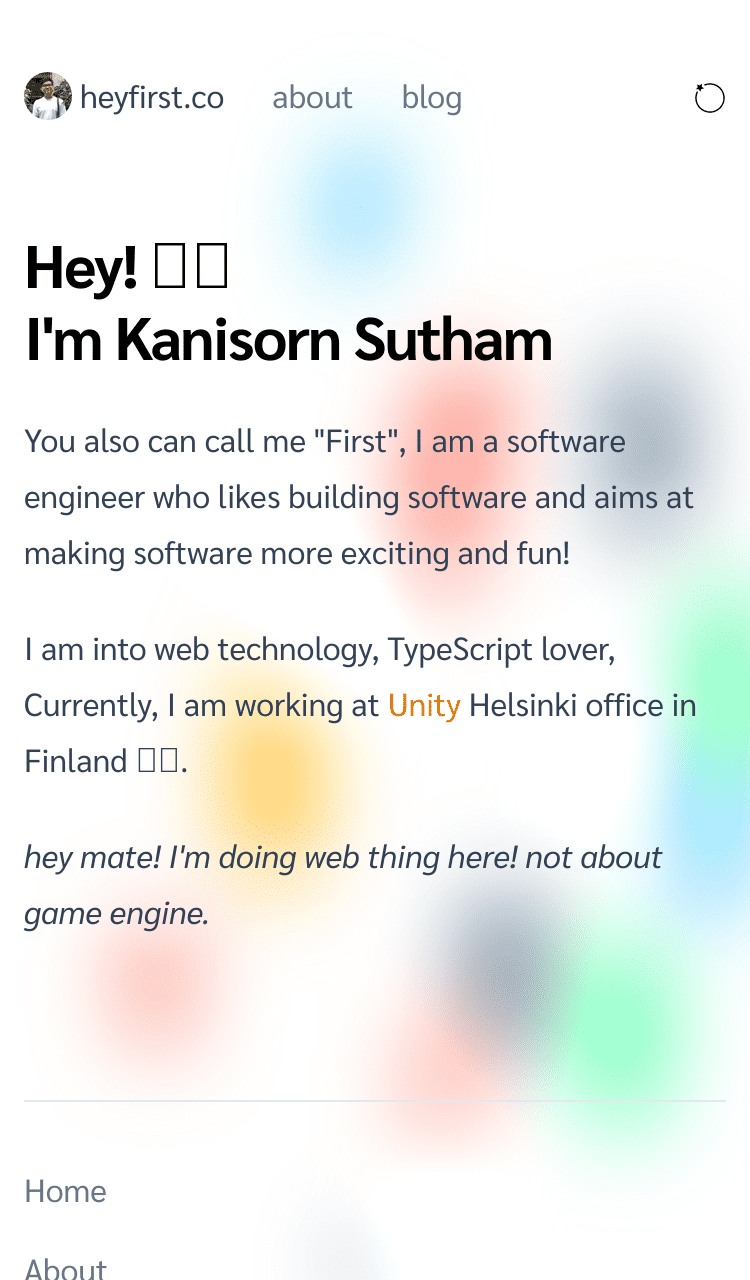 heyfirst.co about blog
Hey!
I'm Kanisorn Sutham
You also can call me "First", I am a software
engineer who likes building software and aims at
making software more exciting and fun!
I am into web technology, TypeScript lover,
Currently, I am working at Unity Helsinki office in
Finland .
hey mate! I'm doing web thing here! not about
game engine.
Home
About